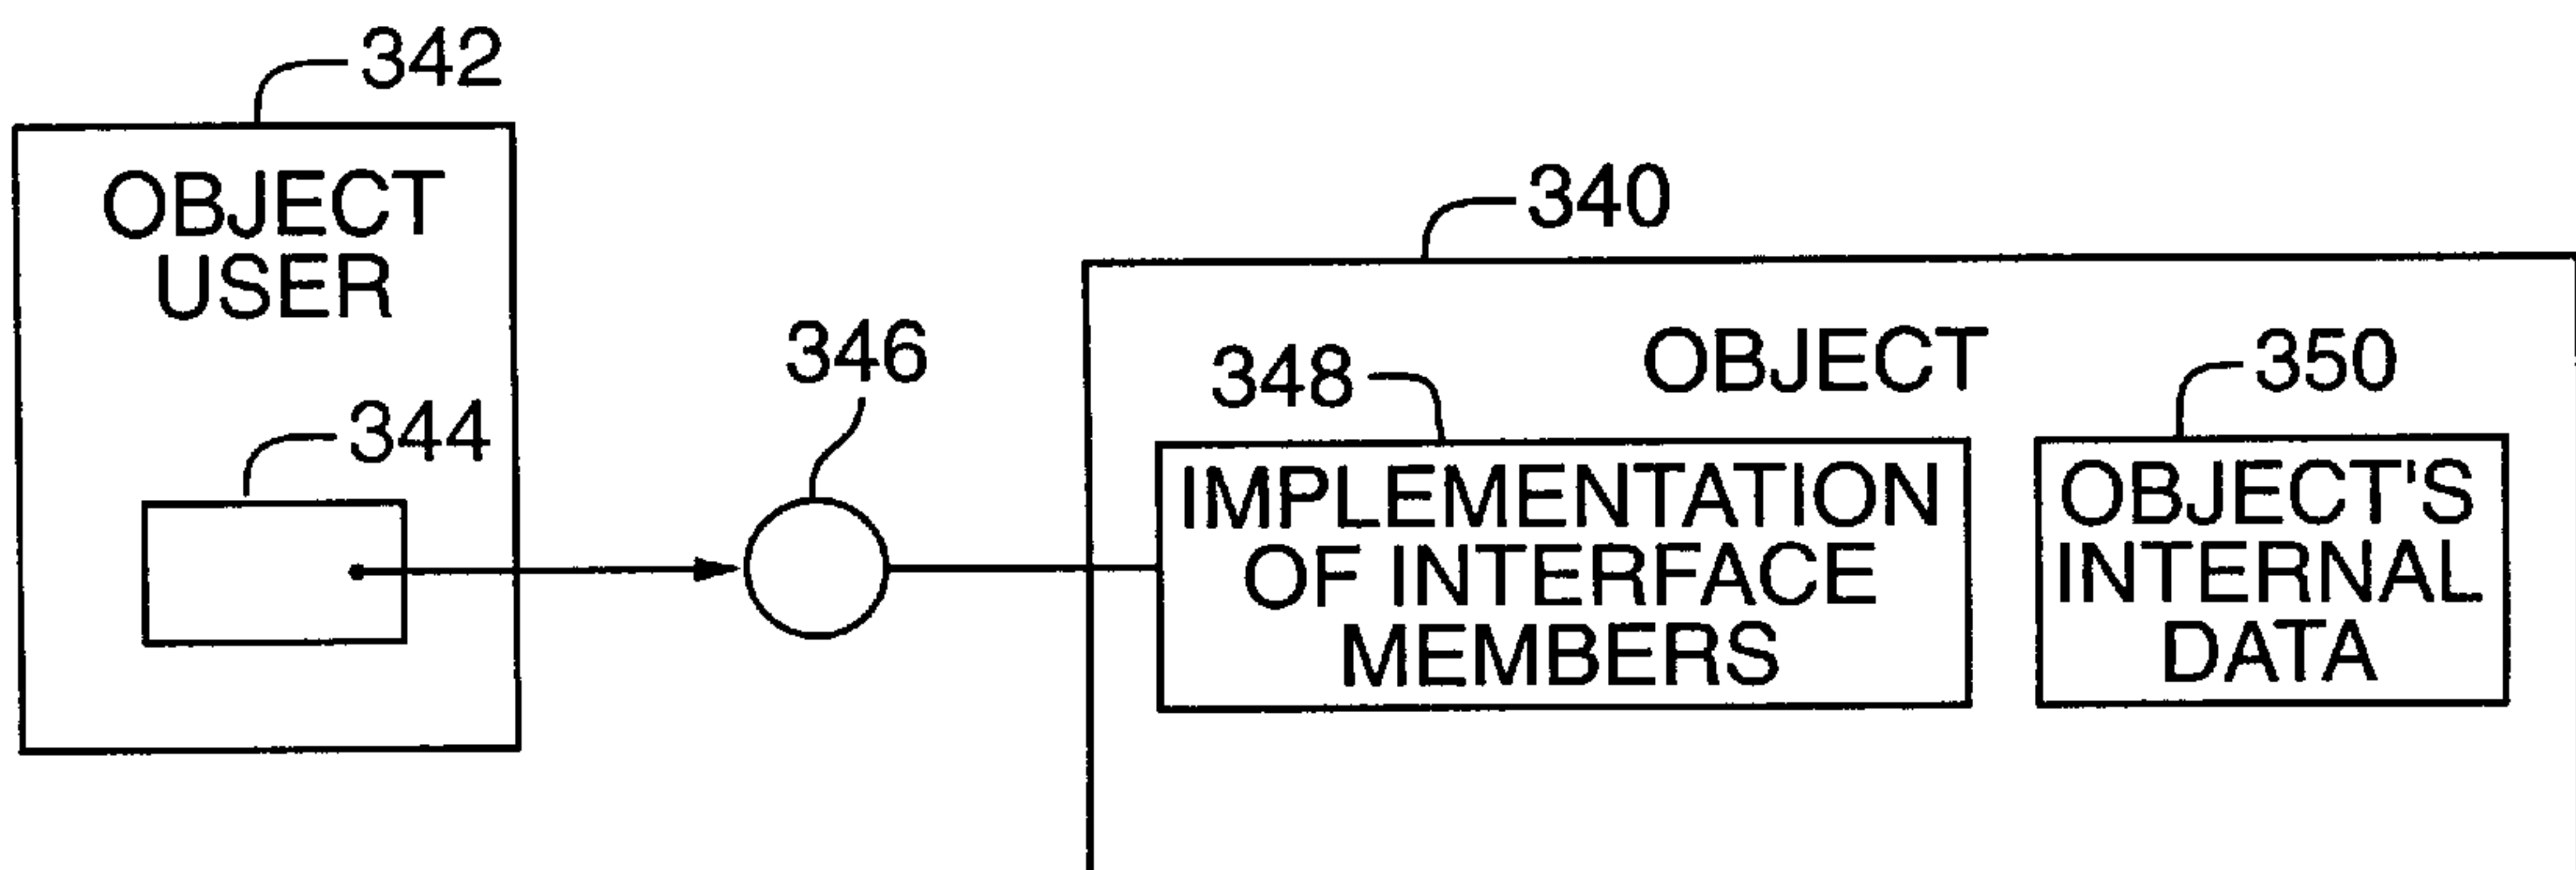 342
OBJECT
USER
344
346
340
OBJECT
348
350
IMPLEMENTATION
OF INTERFACE
MEMBERS
OBJECT'S
INTERNAL
DATA